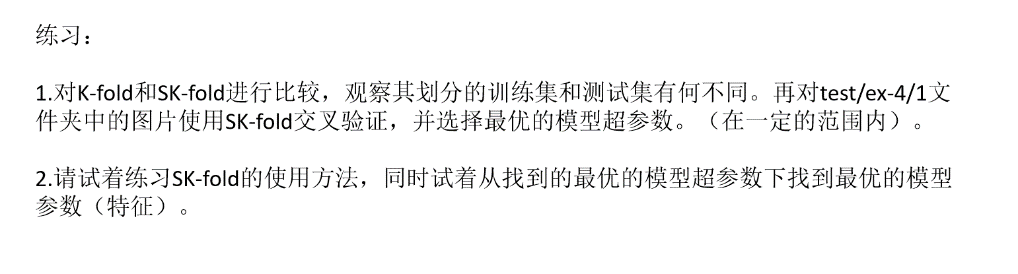 练习：
1.对K-fold和SK-fold进行比较，观察其划分的训练集和测试集有何不同。再对test/ex-4/1文
件夹中的图片使用SK-fold交叉验证，并选择最优的模型超参数。（在一定的范围内）。
2.请试着练习SK-fold的使用方法，同时试着从找到的最优的模型超参数下找到最优的模型
参数（特征）。